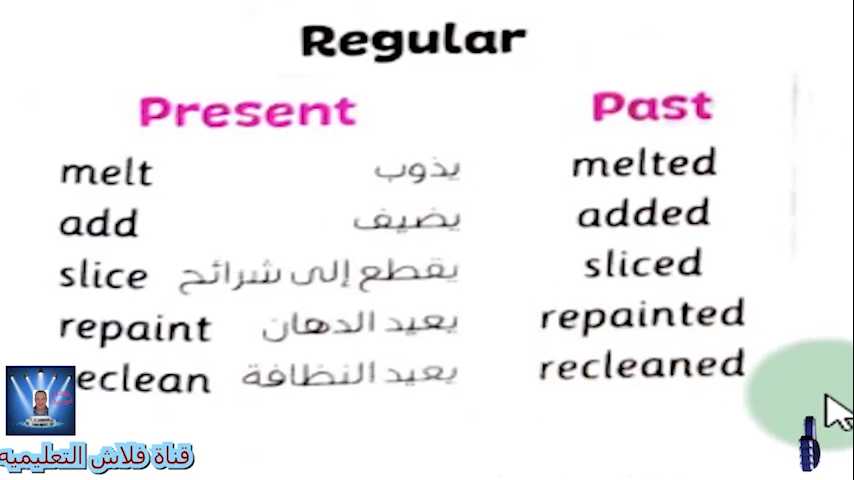 Regular
Present Past
melt يذوب melted
add يضيف added
slice يقطع إلى شرائح sliced
repaint يعيد الدهان repainted
eclean يعيد النظافة recleaned
قناة فلاش التعليميه